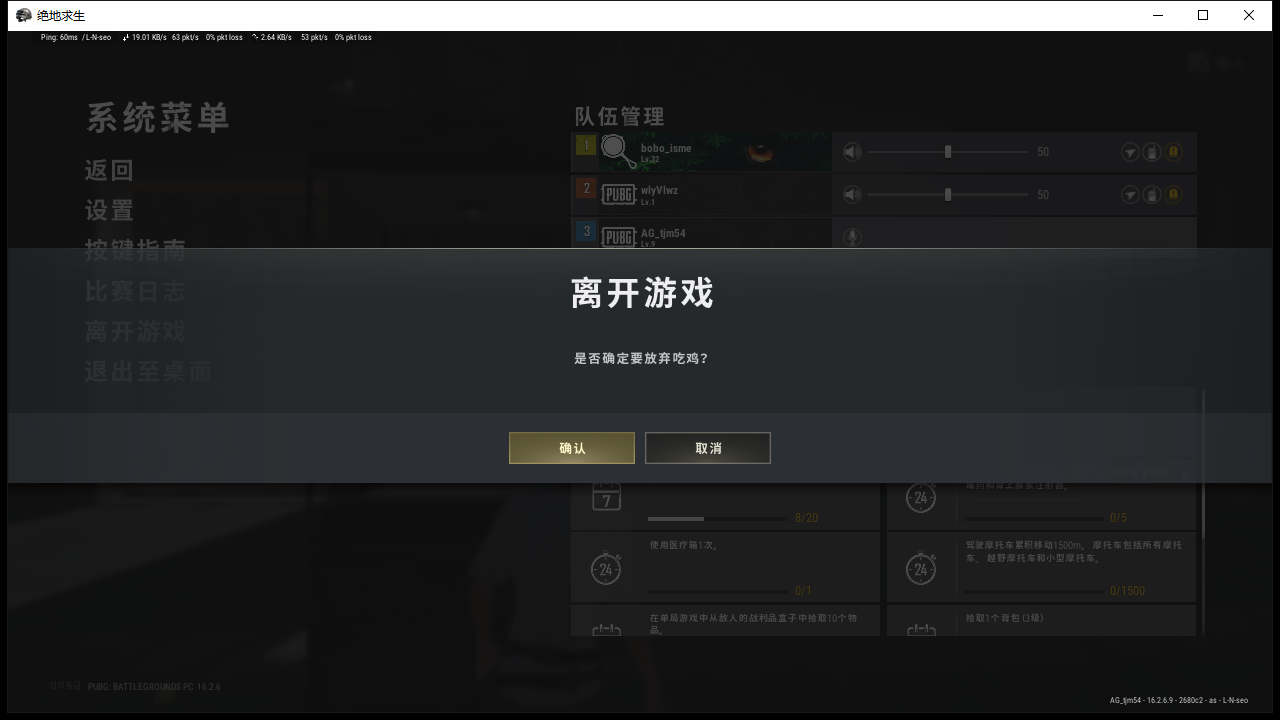 绝地求生
Ping: 60ms / L-N-seo 19.01 KB/s 63 pkt/s 0% pkt loss 2.64 KB/s 53 pkt/s 0% pkt loss
系统菜单
返回
设置
按键指南
比赛日志
离开游戏
退出至桌面
队伍管理
1 bobo_isme
Lv.22
50
2 PUBG wlyVlwz
Lv.1
50
3 PUBG AG_tjm54
Lv.9
离开游戏
是否确定要放弃吃鸡?
确认 取消
7
8/20
24
0/5
24
使用医疗箱1次。
0/1
24
驾驶摩托车累积移动1500m。 摩托车包括所有摩托
车、 越野摩托车和小型摩托车。
0/1500
在单局游戏中从敌人的战利品盒子中拾取10个物
品。
拾取1个背包 (3级)
PUBG: BATTLEGROUNDS PC 16.2.6
AG_tjm54 - 16.2.6.9 - 2680c2 - as - L-N-seo